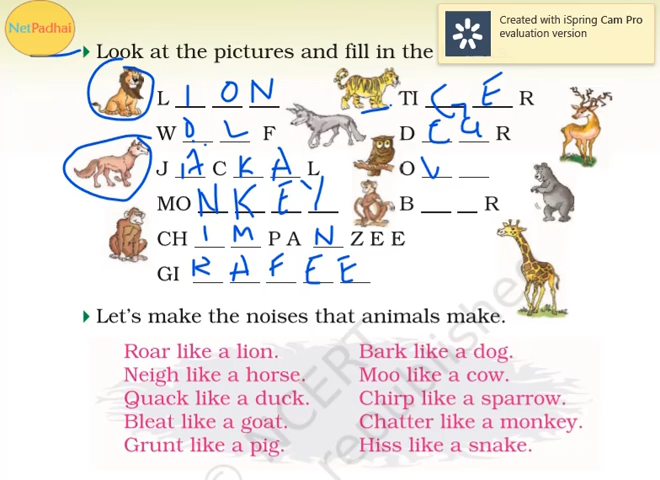 NetPadhai
Created with iSpring Cam Pro
evaluation version
Look at the pictures and fill in the
L I O N
TI G E R
W O L F
D E E R
J A C K A L
O W _
MO N K E Y
B _ _ R
CH I M P A N Z E E
GI R A F E E
Let's make the noises that animals make.
Roar like a lion.
Bark like a dog.
Neigh like a horse.
Moo like a cow.
Quack like a duck.
Chirp like a sparrow.
Bleat like a goat.
Chatter like a monkey.
Grunt like a pig.
Hiss like a snake.
© NCERT
republished